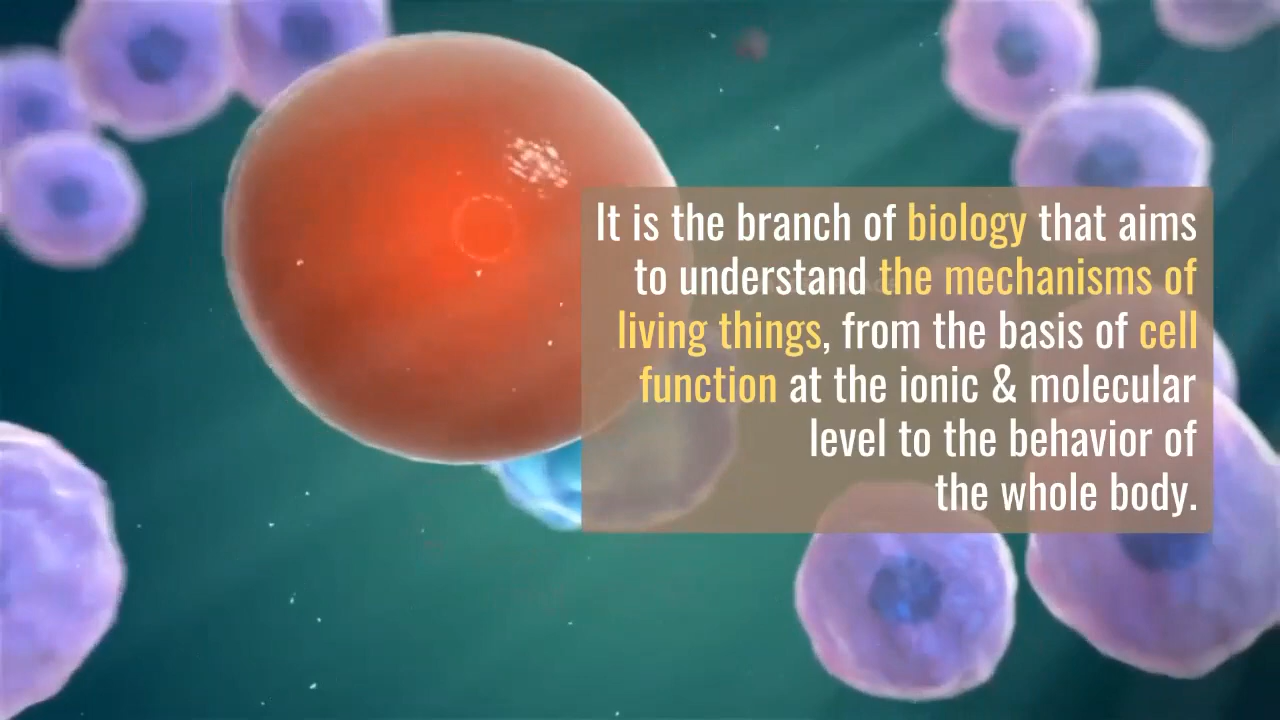 It is the branch of biology that aims
to understand the mechanisms of
living things, from the basis of cell
function at the ionic & molecular
level to the behavior of
the whole body.